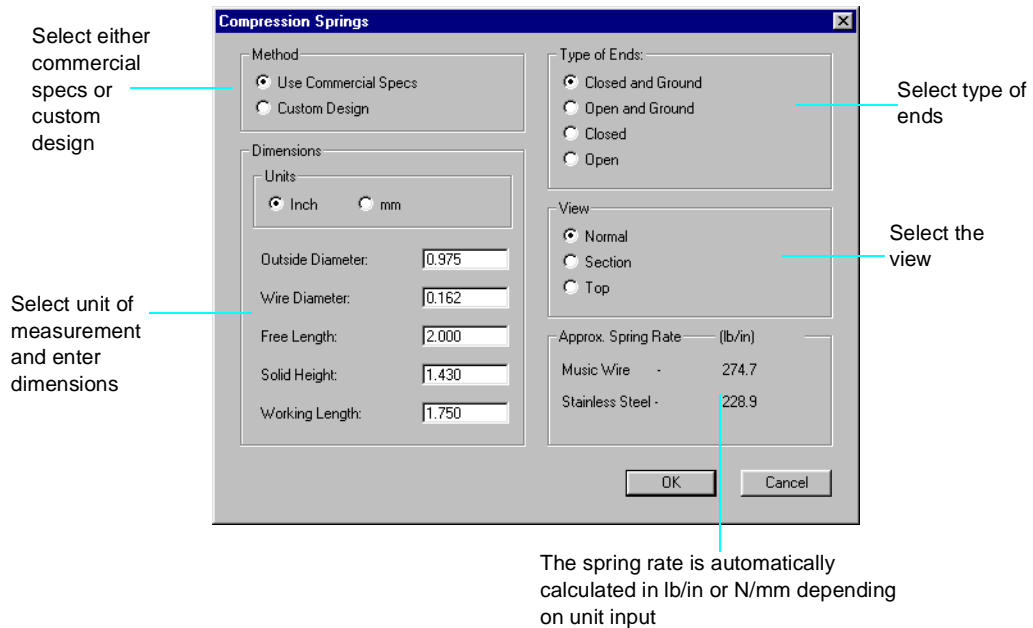 Compression Springs
Select either
commercial
specs or
custom
design
Method
Use Commercial Specs
Custom Design
Type of Ends:
Closed and Ground
Open and Ground
Closed
Open
Select type of
ends
Dimensions
Units
Inch mm
Outside Diameter: 0.975
Wire Diameter: 0.162
Free Length: 2.000
Solid Height: 1.430
Working Length: 1.750
Select unit of
measurement
and enter
dimensions
View
Normal
Section
Top
Select the
view
Approx. Spring Rate (lb/in)
Music Wire - 274.7
Stainless Steel - 228.9
OK Cancel
The spring rate is automatically
calculated in lb/in or N/mm depending
on unit input